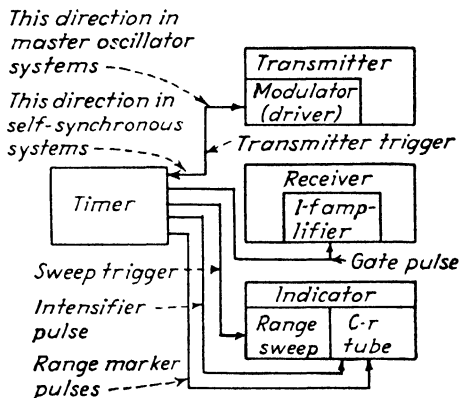 This direction in
master oscillator
systems
This direction in
self-synchronous
systems
Transmitter
Modulator
(driver)
Transmitter trigger
Timer
Receiver
I-f amp-
lifier
Gate pulse
Sweep trigger
Intensifier
pulse
Range marker
pulses
Indicator
Range
sweep
C-r
tube